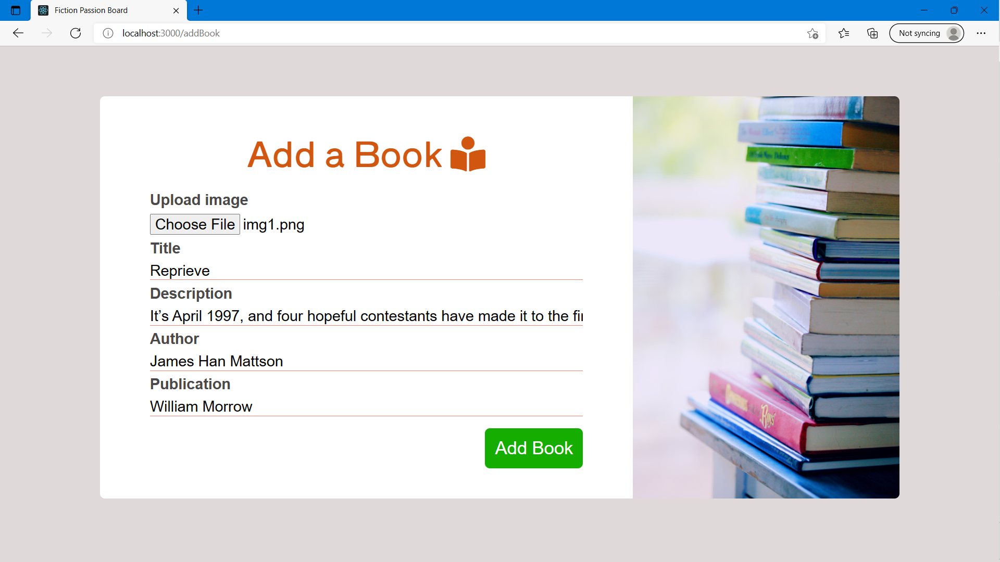 Fiction Passion Board
localhost:3000/addBook
Not syncing
Add a Book
Upload image
Choose File img1.png
Title
Reprieve
Description
It’s April 1997, and four hopeful contestants have made it to the fi
Author
James Han Mattson
Publication
William Morrow
Add Book
Boys'